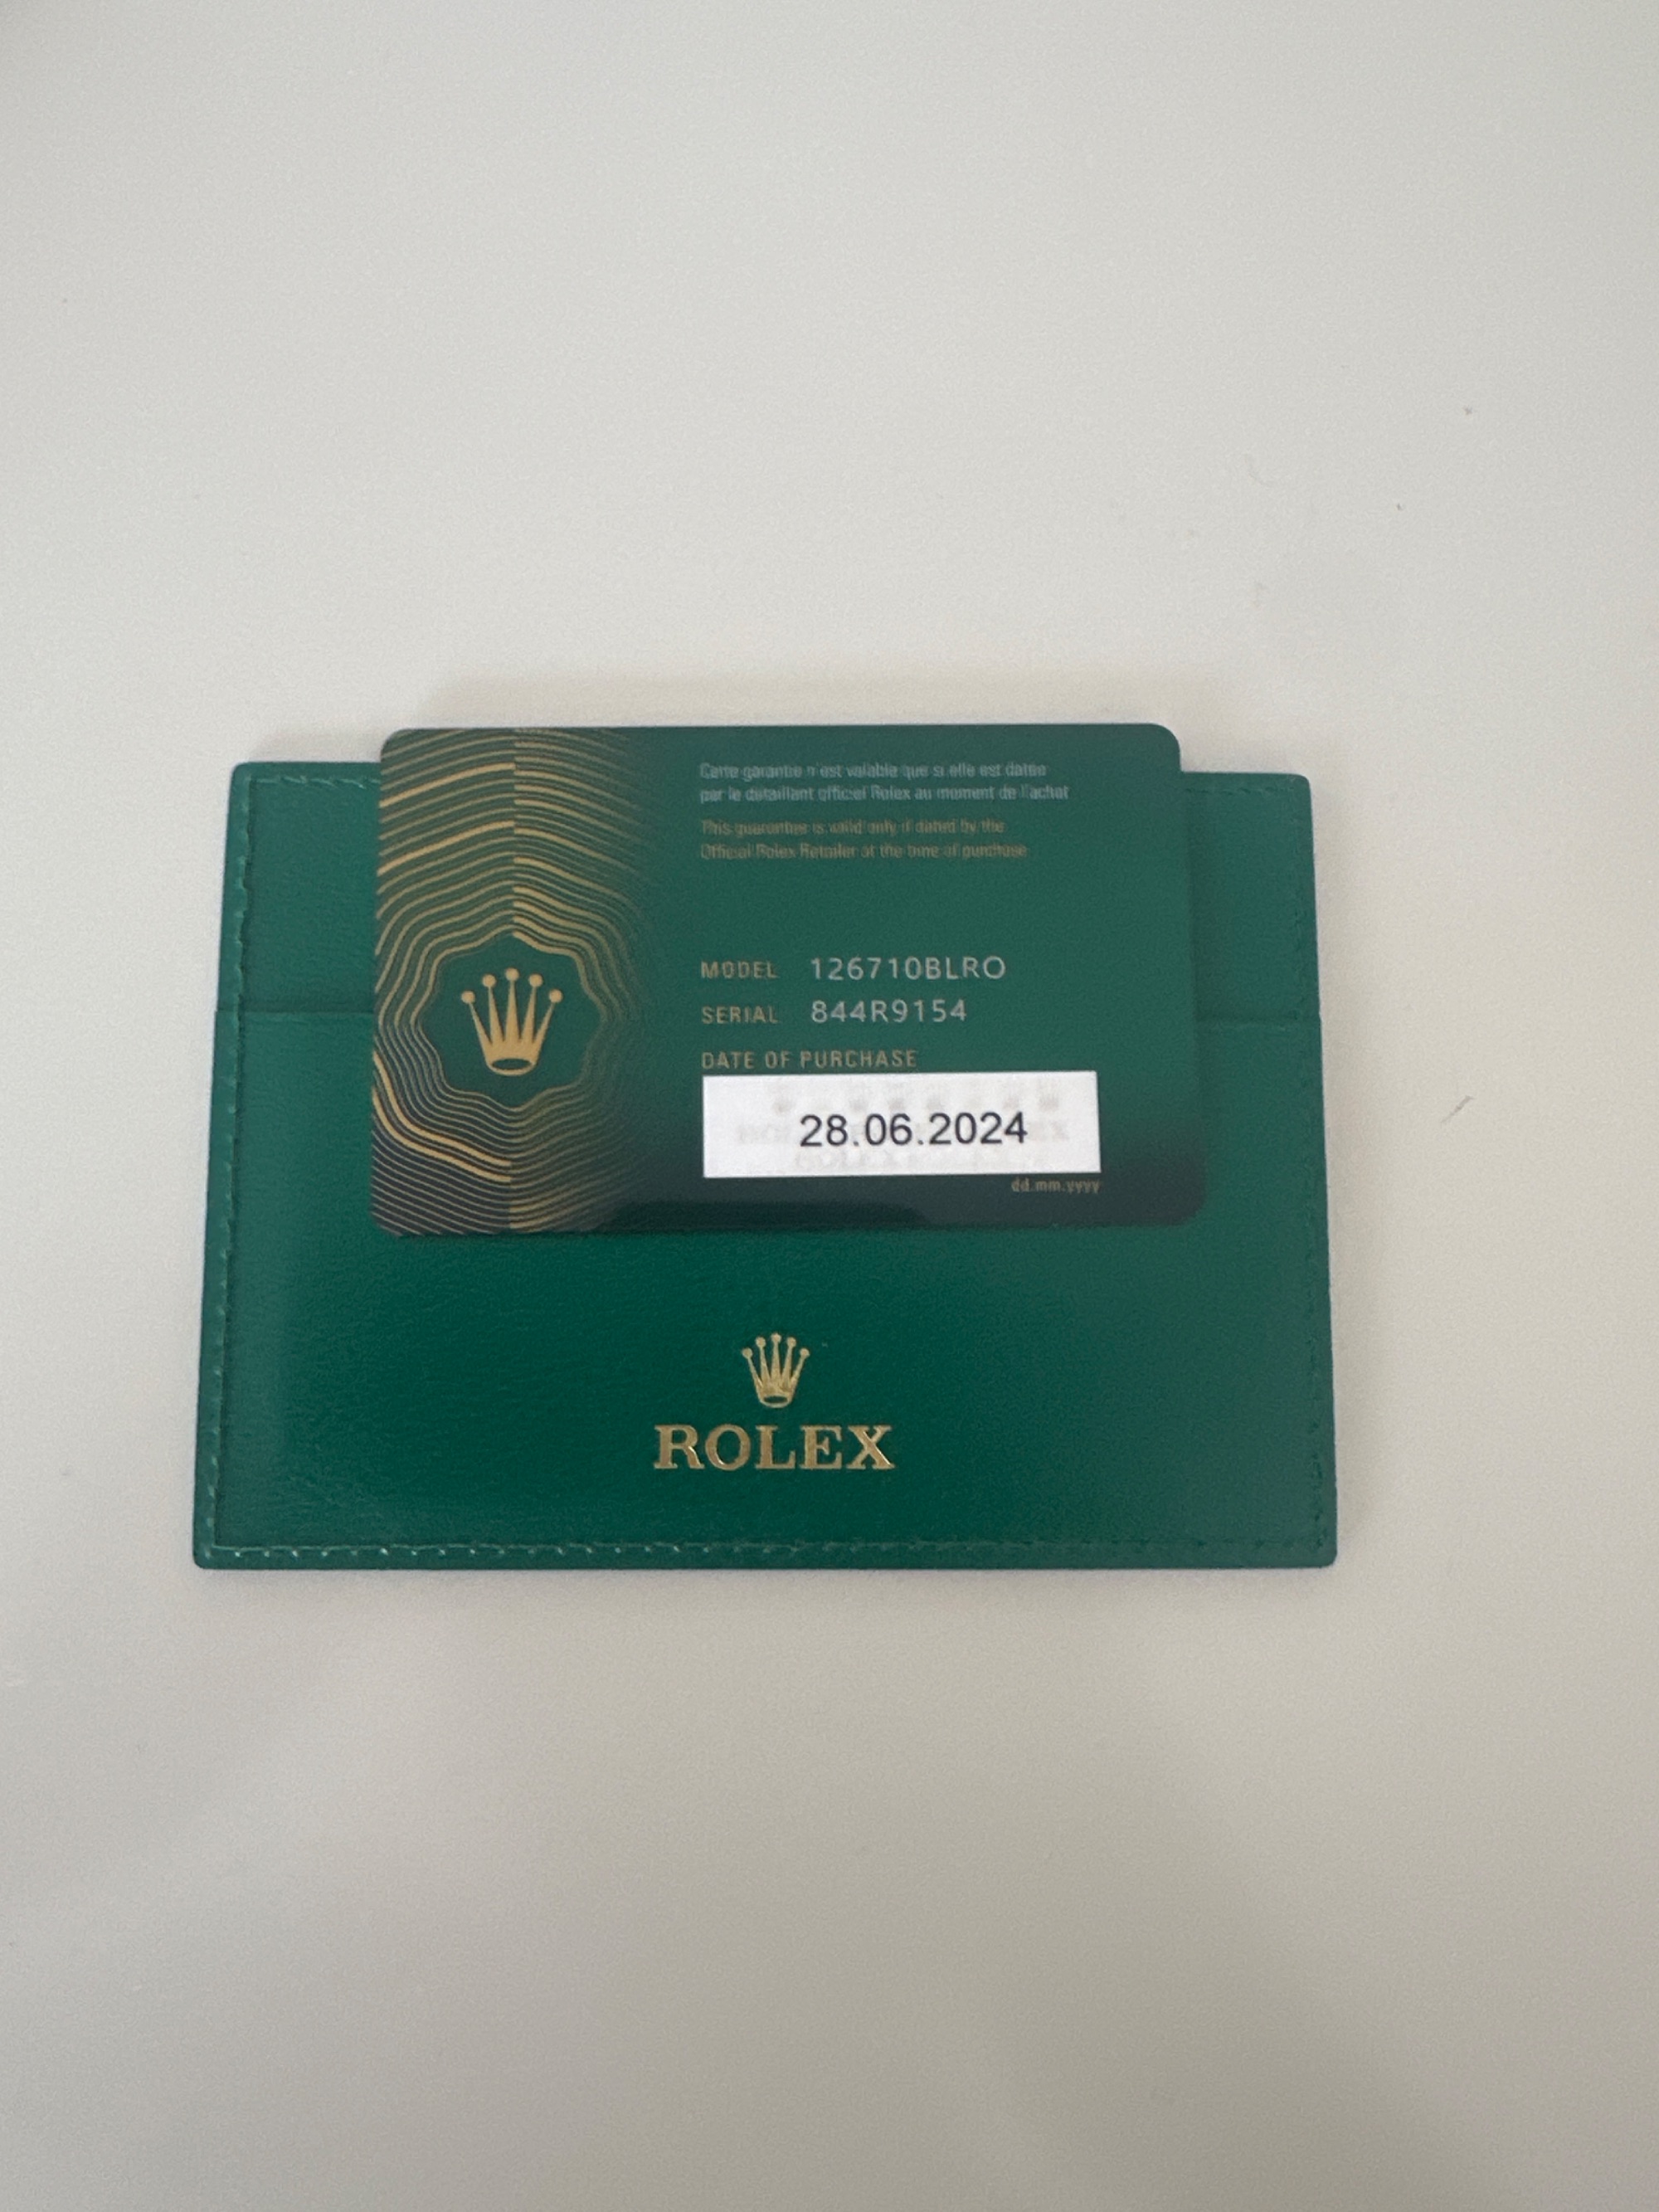 Cette garantie n'est valable que si elle est datée
par le détaillant officiel Rolex au moment de l'achat
This guarantee is valid only if dated by the
Official Rolex Retailer at the time of purchase
MODEL 126710BLRO
SERIAL 844R9154
DATE OF PURCHASE
28.06.2024
dd.mm.yyyy
ROLEX